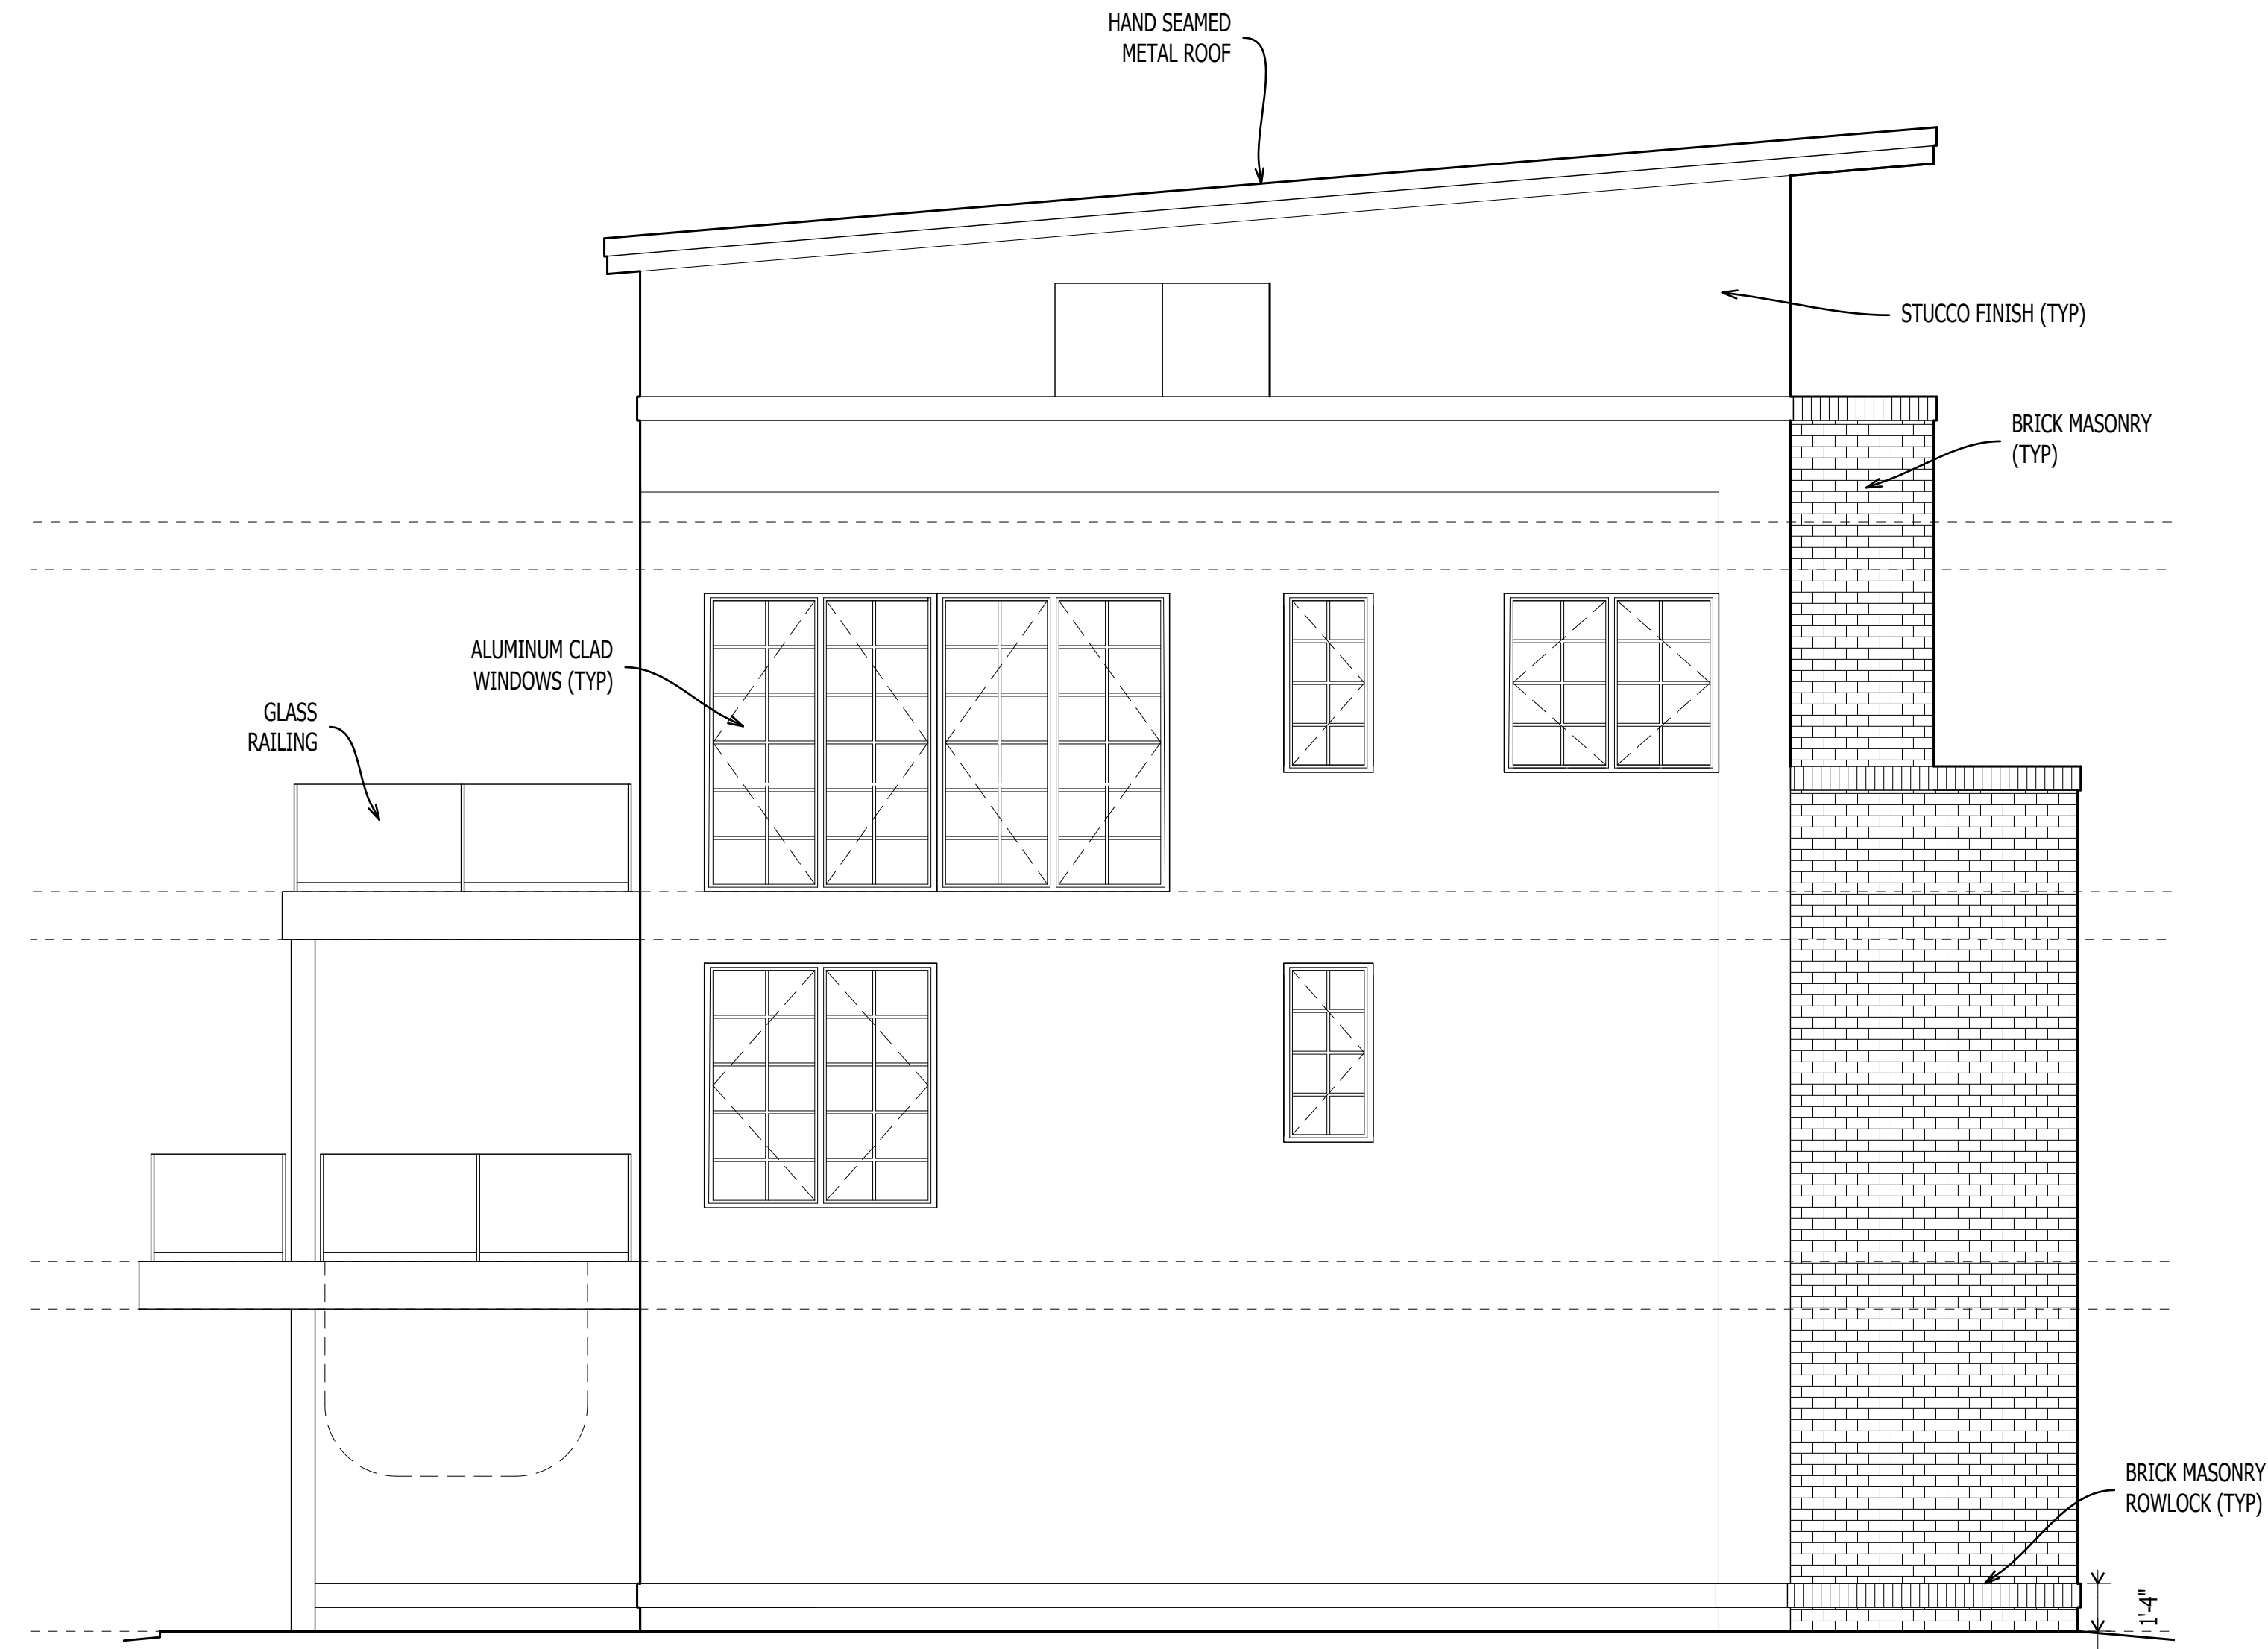 HAND SEAMED
METAL ROOF
STUCCO FINISH (TYP)
BRICK MASONRY
(TYP)
ALUMINUM CLAD
WINDOWS (TYP)
GLASS
RAILING
BRICK MASONRY
ROWLOCK (TYP)
1'-4"